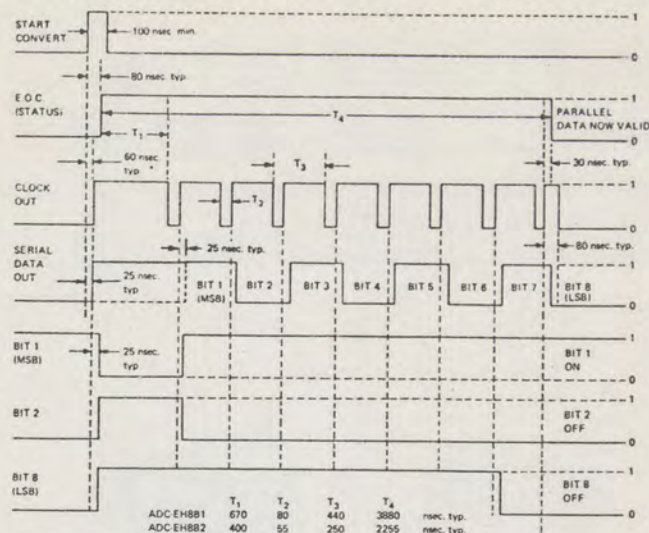 START CONVERT
100 nsec min.
1
0
80 nsec typ.
E.O.C. (STATUS)
T4
1
PARALLEL DATA NOW VALID
0
T1
60 nsec typ
T3
30 nsec typ.
CLOCK OUT
T2
1
0
25 nsec. typ.
80 nsec typ.
SERIAL DATA OUT
25 nsec. typ
BIT 1 (MSB)
BIT 2
BIT 3
BIT 4
BIT 5
BIT 6
BIT 7
BIT 8 (LSB)
1
0
BIT 1 (MSB)
25 nsec. typ
1
BIT 1 ON
0
BIT 2
1
BIT 2 OFF
0
BIT 8 (LSB)
1
BIT 8 OFF
0
T1 T2 T3 T4
ADC-EH8B1 670 80 440 3880 nsec. typ.
ADC-EH8B2 400 55 250 2255 nsec. typ.